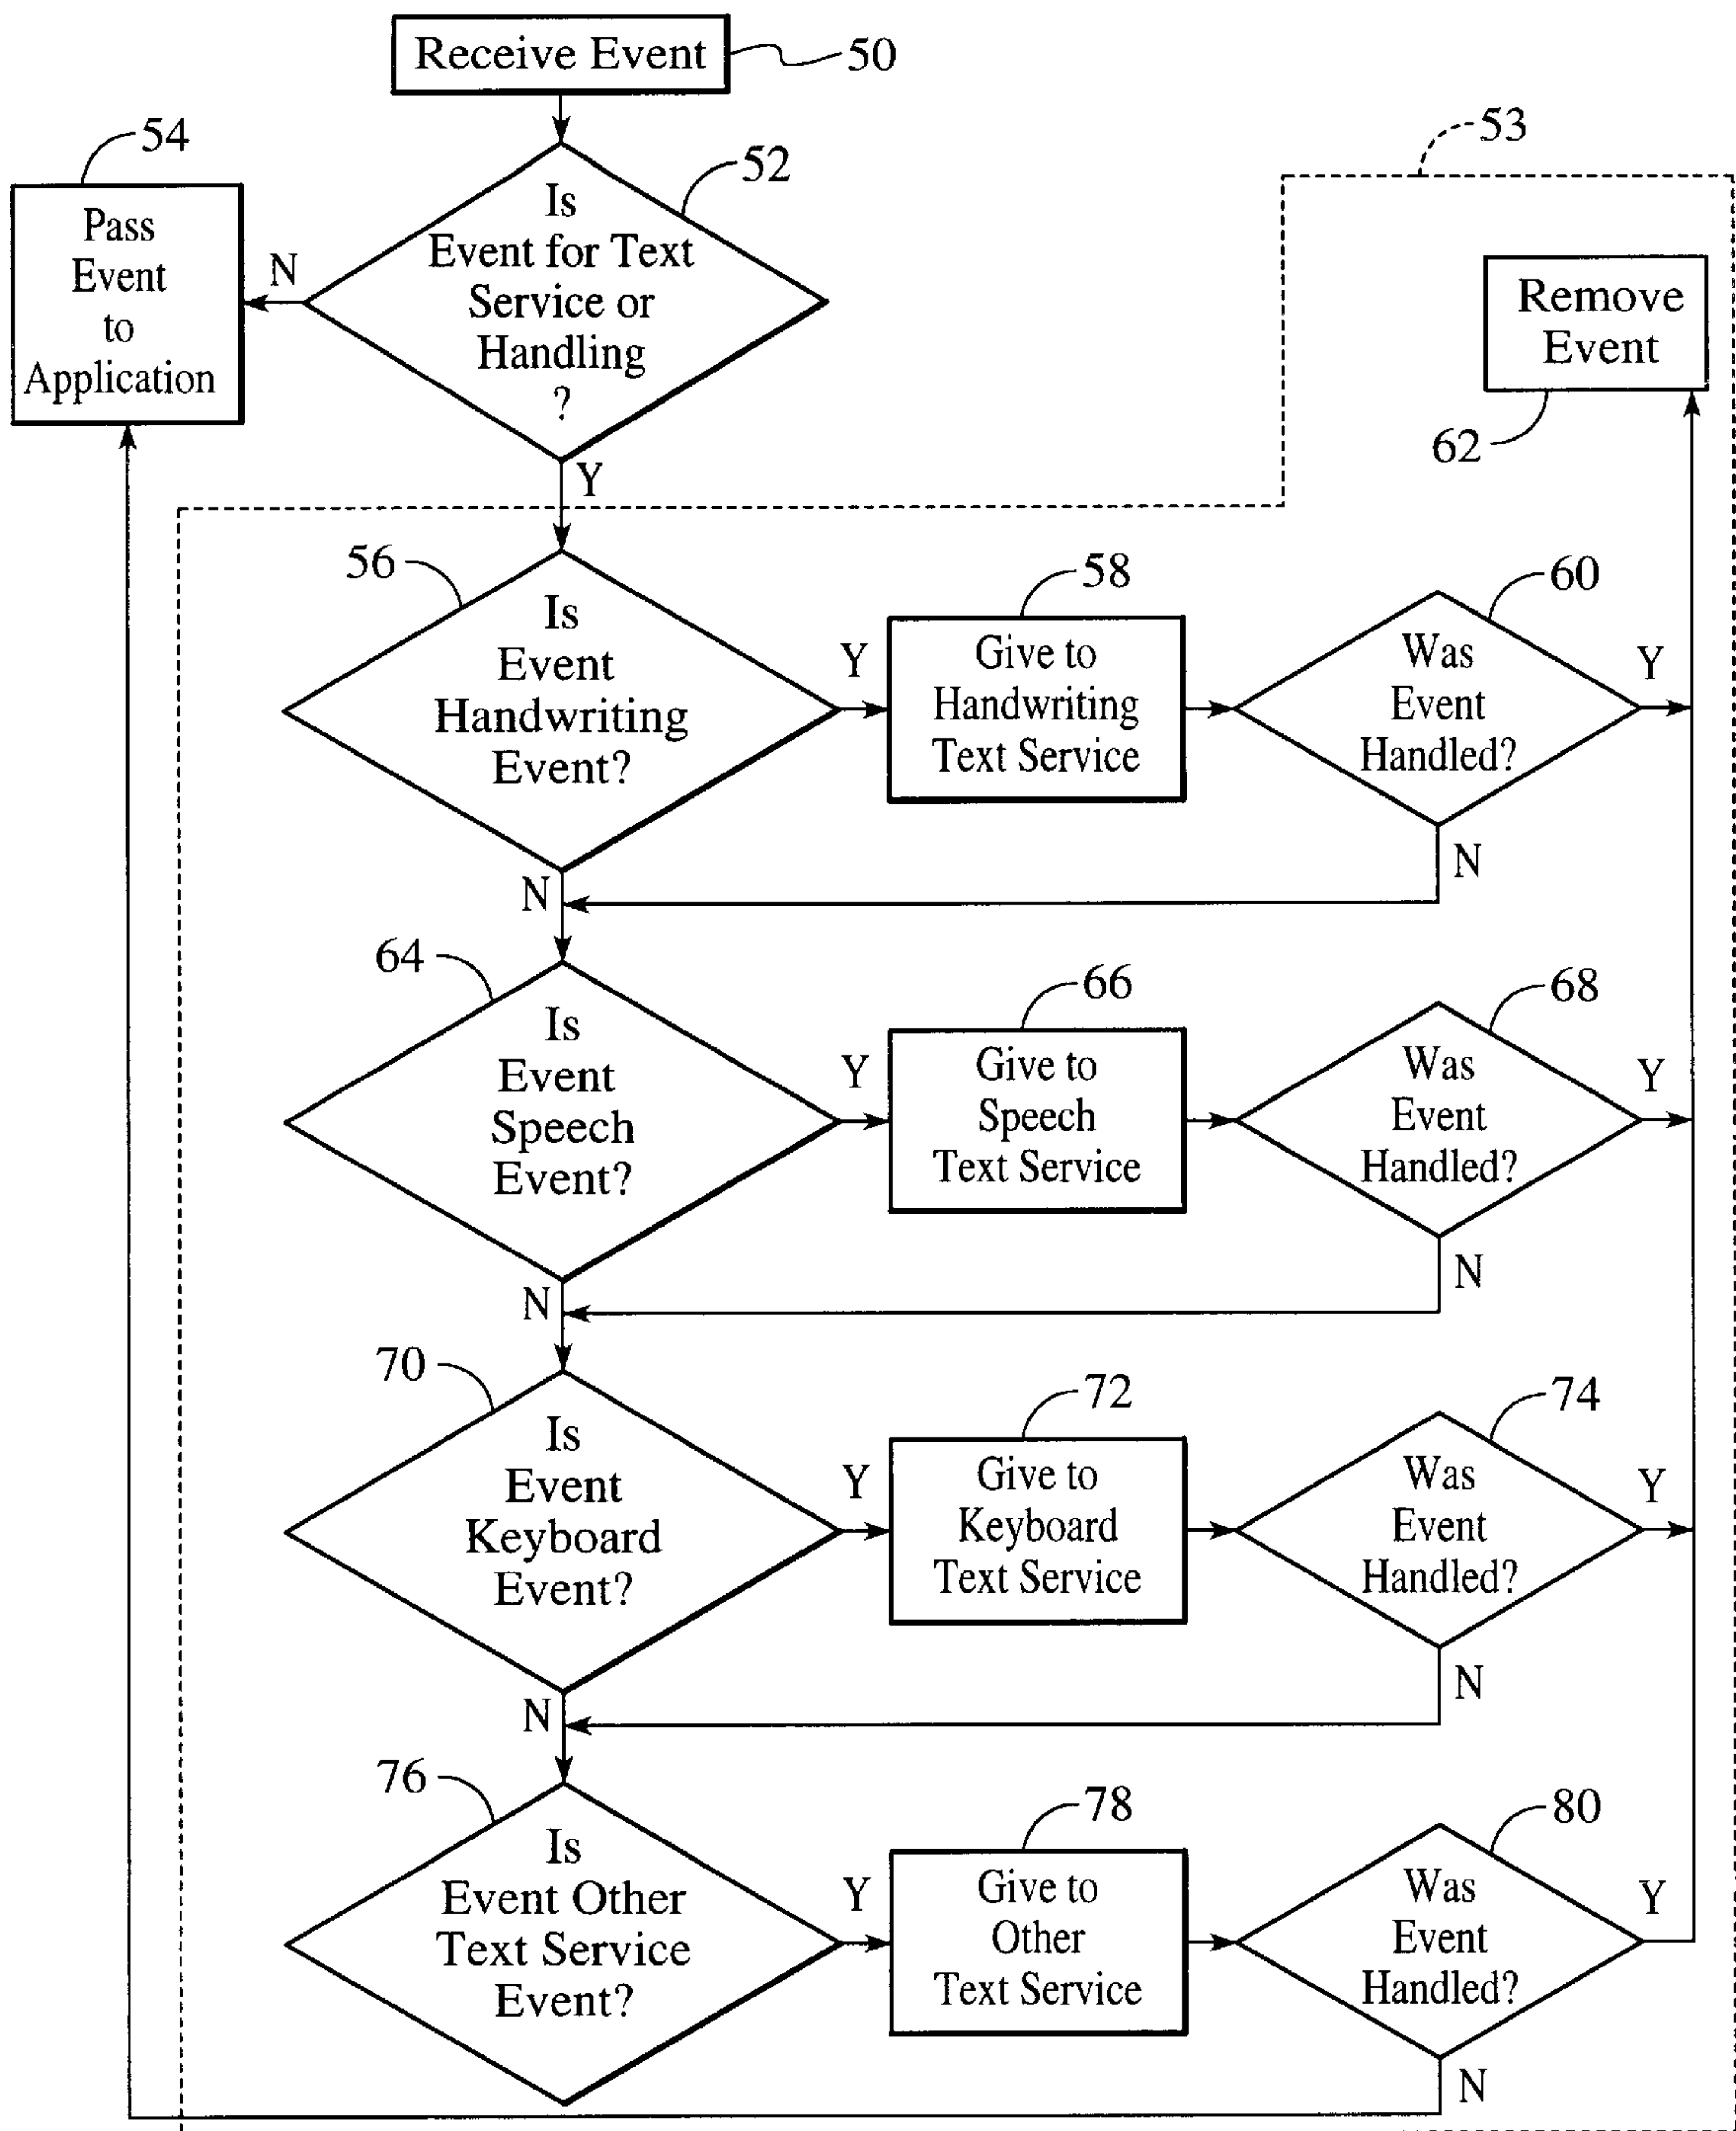 Receive Event
50
53
54
52
Pass
Event
to
Application
N
Is
Event for Text
Service or
Handling
?
Remove
Event
62
Y
56
Is
Event
Handwriting
Event?
Y
58
Give to
Handwriting
Text Service
60
Was
Event
Handled?
Y
N
N
64
Is
Event
Speech
Event?
Y
66
Give to
Speech
Text Service
68
Was
Event
Handled?
Y
N
N
70
Is
Event
Keyboard
Event?
Y
72
Give to
Keyboard
Text Service
74
Was
Event
Handled?
Y
N
N
76
Is
Event Other
Text Service
Event?
Y
78
Give to
Other
Text Service
80
Was
Event
Handled?
Y
N